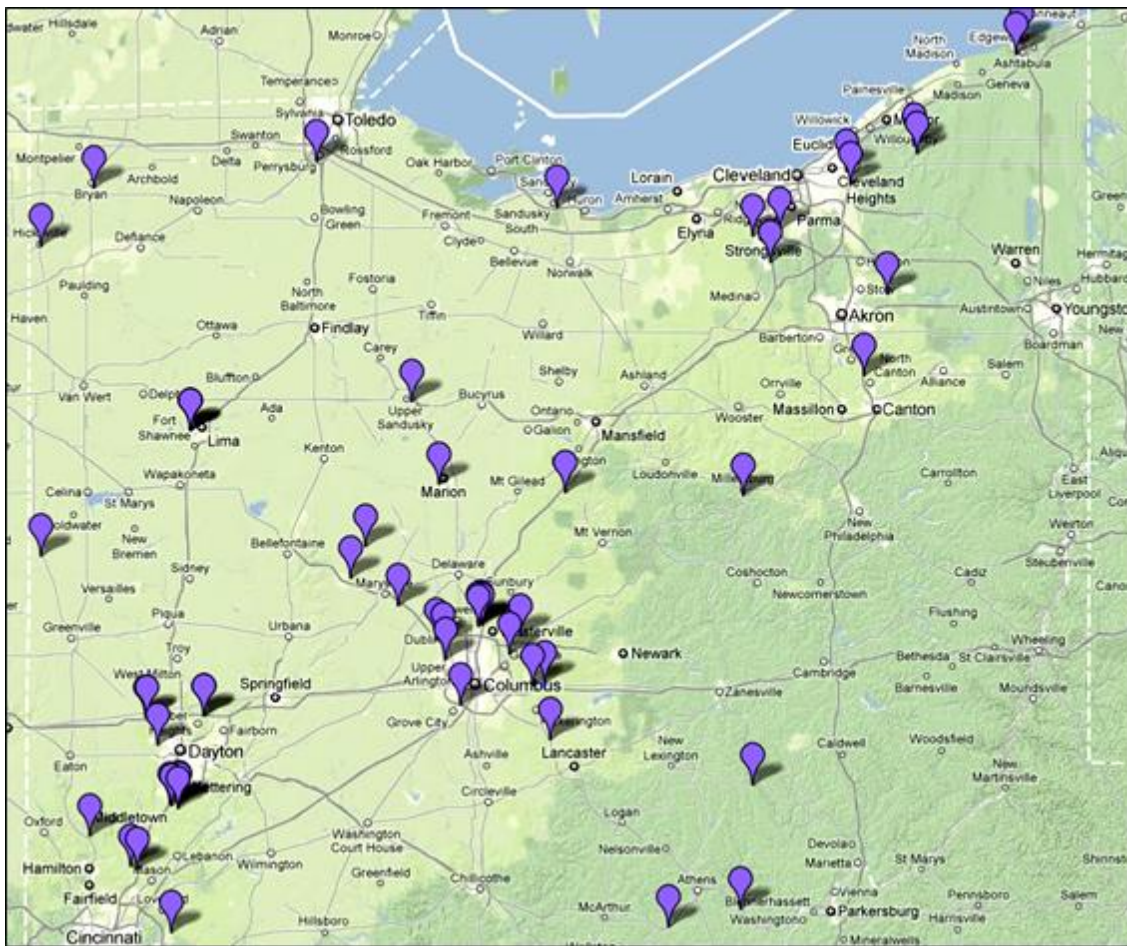 Hillsdale
Adrian
Monroe
Temperance
Sylvania
Toledo
Swanton
Rossford
Perrysburg
Montpelier
Delta
Archbold
Bryan
Napoleon
Oak Harbor
Port Clinton
Huron
Sandusky
South
Lorain
Amherst
Elyria
Cleveland
Cleveland
Heights
Parma
Willowick
Painesville
North
Madison
Madison
Geneva
Ashtabula
Bowling
Green
Fremont
Clyde
Bellevue
Norwalk
Defiance
Paulding
Haven
North
Baltimore
Fostoria
Tiffin
Willard
Medina
Akron
Barberton
Warren
Niles
Hermitag
Hubbard
Austintown
Youngsto
Boardman
New
Ottawa
Findlay
Carey
Shelby
Ashland
Orrville
Wooster
North
Canton
Alliance
Salem
Massillon
Canton
Van Wert
Bluffton
Ada
Fort
Shawnee
Lima
Upper
Sandusky
Bucyrus
Ontario
Galion
Mansfield
Kenton
Wapakoneta
Marion
Mt Gilead
Loudonville
Carrollton
East
Liverpool
Celina
St Marys
New
Bremen
Bellefontaine
Mt Vernon
New
Philadelphia
Weirton
Steubenville
Sidney
Versailles
Delaware
Sunbury
Coshocton
Newcomerstown
Cadiz
Flushing
Piqua
Greenville
Urbana
Troy
West Milton
Springfield
Upper
Arlington
Columbus
Newark
Cambridge
Bethesda
St Clairsville
Wheeling
Barnesville
Moundsville
Zanesville
Grove City
Fairborn
Dayton
Eaton
Lancaster
Ashville
New
Lexington
Caldwell
Woodsfield
New
Martinsville
Circleville
Middletown
Oxford
Lebanon
Wilmington
Washington
Court House
Logan
Nelsonville
Devola
Marietta
St Marys
Hamilton
Fairfield
Mason
Greenfield
Chillicothe
Athens
McArthur
Vienna
Parkersburg
Washington
Pennsboro
Salem
Harrisville
Mineralwells
Hillsboro
Cincinnati